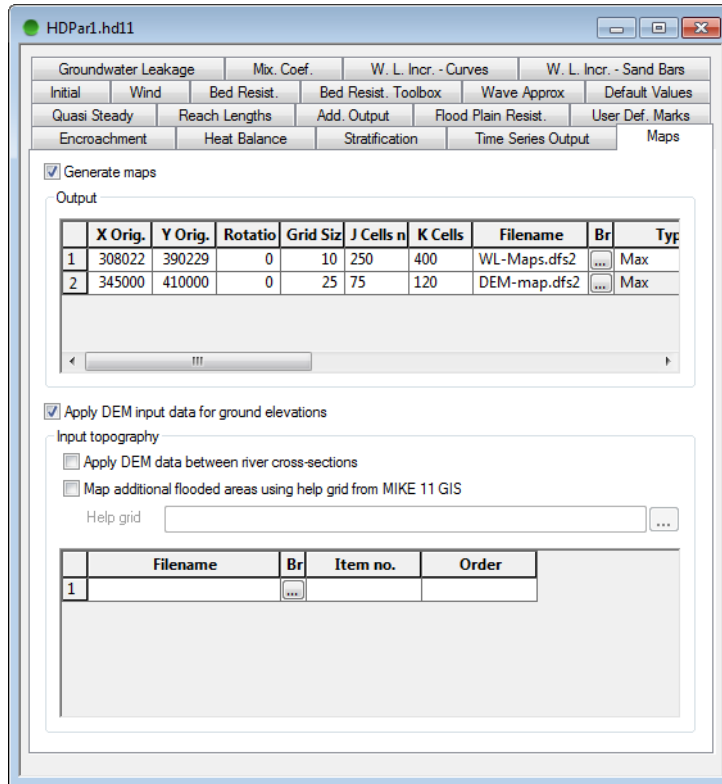 HDPar1.hd11
Groundwater Leakage Mix. Coef. W. L. Incr. - Curves W. L. Incr. - Sand Bars
Initial Wind Bed Resist. Bed Resist. Toolbox Wave Approx Default Values
Quasi Steady Reach Lengths Add. Output Flood Plain Resist. User Def. Marks
Encroachment Heat Balance Stratification Time Series Output Maps
Generate maps
Output
X Orig. Y Orig. Rotatio Grid Siz J Cells n K Cells Filename Br Typ
1 308022 390229 0 10 250 400 WL-Maps.dfs2 ... Max
2 345000 410000 0 25 75 120 DEM-map.dfs2 ... Max
Apply DEM input data for ground elevations
Input topography
Apply DEM data between river cross-sections
Map additional flooded areas using help grid from MIKE 11 GIS
Help grid ...
Filename Br Item no. Order
1 ...